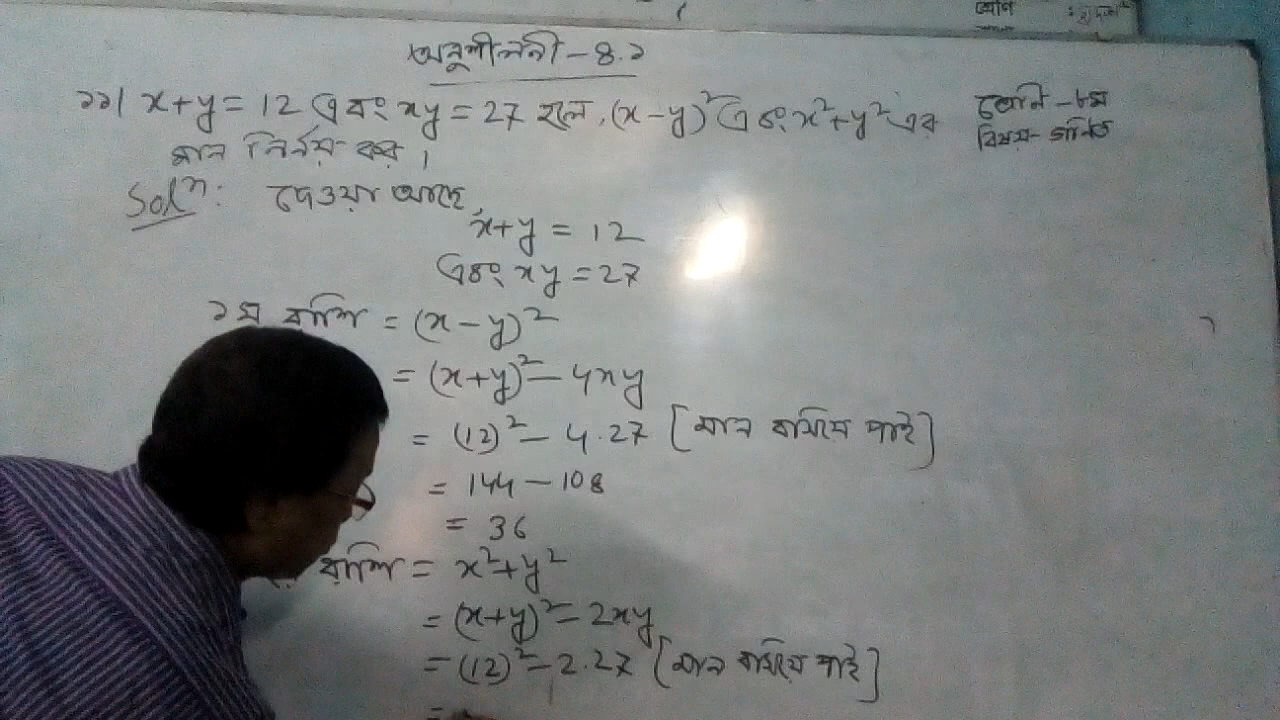 শ্রেণি
অনুশীলনী - ৪.১
১১। x+y = 12 এবং xy = 27 হলে, (x-y)² এবং x²+y² এর
মান নির্ণয় কর।
শ্রেণি - ৮ম
বিষয় - গণিত
Solⁿ: দেওয়া আছে,
x+y = 12
এবং xy = 27
১ম রাশি = (x-y)²
= (x+y)² - 4xy
= (12)² - 4.27 [মান বসিয়ে পাই]
= 144 - 108
= 36
রাশি = x²+y²
= (x+y)² - 2xy
= (12)² - 2.27 [মান বসিয়ে পাই]
=